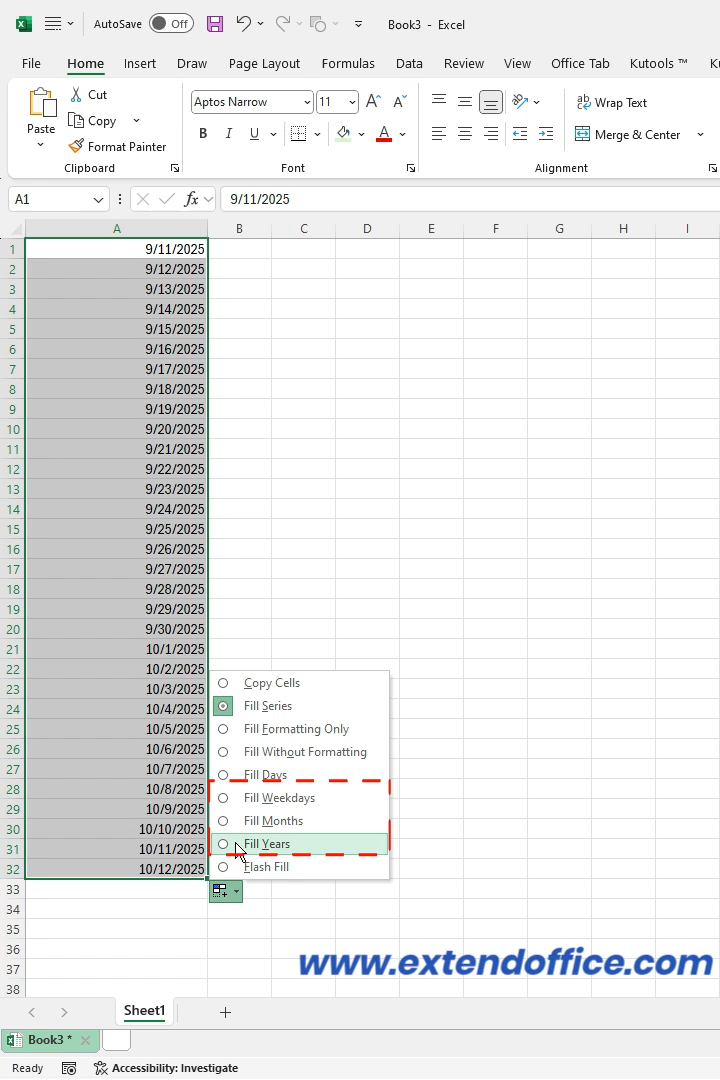 AutoSave Off Book3 - Excel
File Home Insert Draw Page Layout Formulas Data Review View Office Tab Kutools ™ Ku
Paste
Cut
Copy
Format Painter
Clipboard
Aptos Narrow 11 A A
B I U A
Font
ab Wrap Text
Merge & Center
Alignment
A1 fx 9/11/2025
A B C D E F G H I
1 9/11/2025
2 9/12/2025
3 9/13/2025
4 9/14/2025
5 9/15/2025
6 9/16/2025
7 9/17/2025
8 9/18/2025
9 9/19/2025
10 9/20/2025
11 9/21/2025
12 9/22/2025
13 9/23/2025
14 9/24/2025
15 9/25/2025
16 9/26/2025
17 9/27/2025
18 9/28/2025
19 9/29/2025
20 9/30/2025
21 10/1/2025
22 10/2/2025
23 10/3/2025
24 10/4/2025
25 10/5/2025
26 10/6/2025
27 10/7/2025
28 10/8/2025
29 10/9/2025
30 10/10/2025
31 10/11/2025
32 10/12/2025
33
34
35
36
37
38
Copy Cells
Fill Series
Fill Formatting Only
Fill Without Formatting
Fill Days
Fill Weekdays
Fill Months
Fill Years
Flash Fill
www.extendoffice.com
Sheet1
Book3 *
Ready Accessibility: Investigate